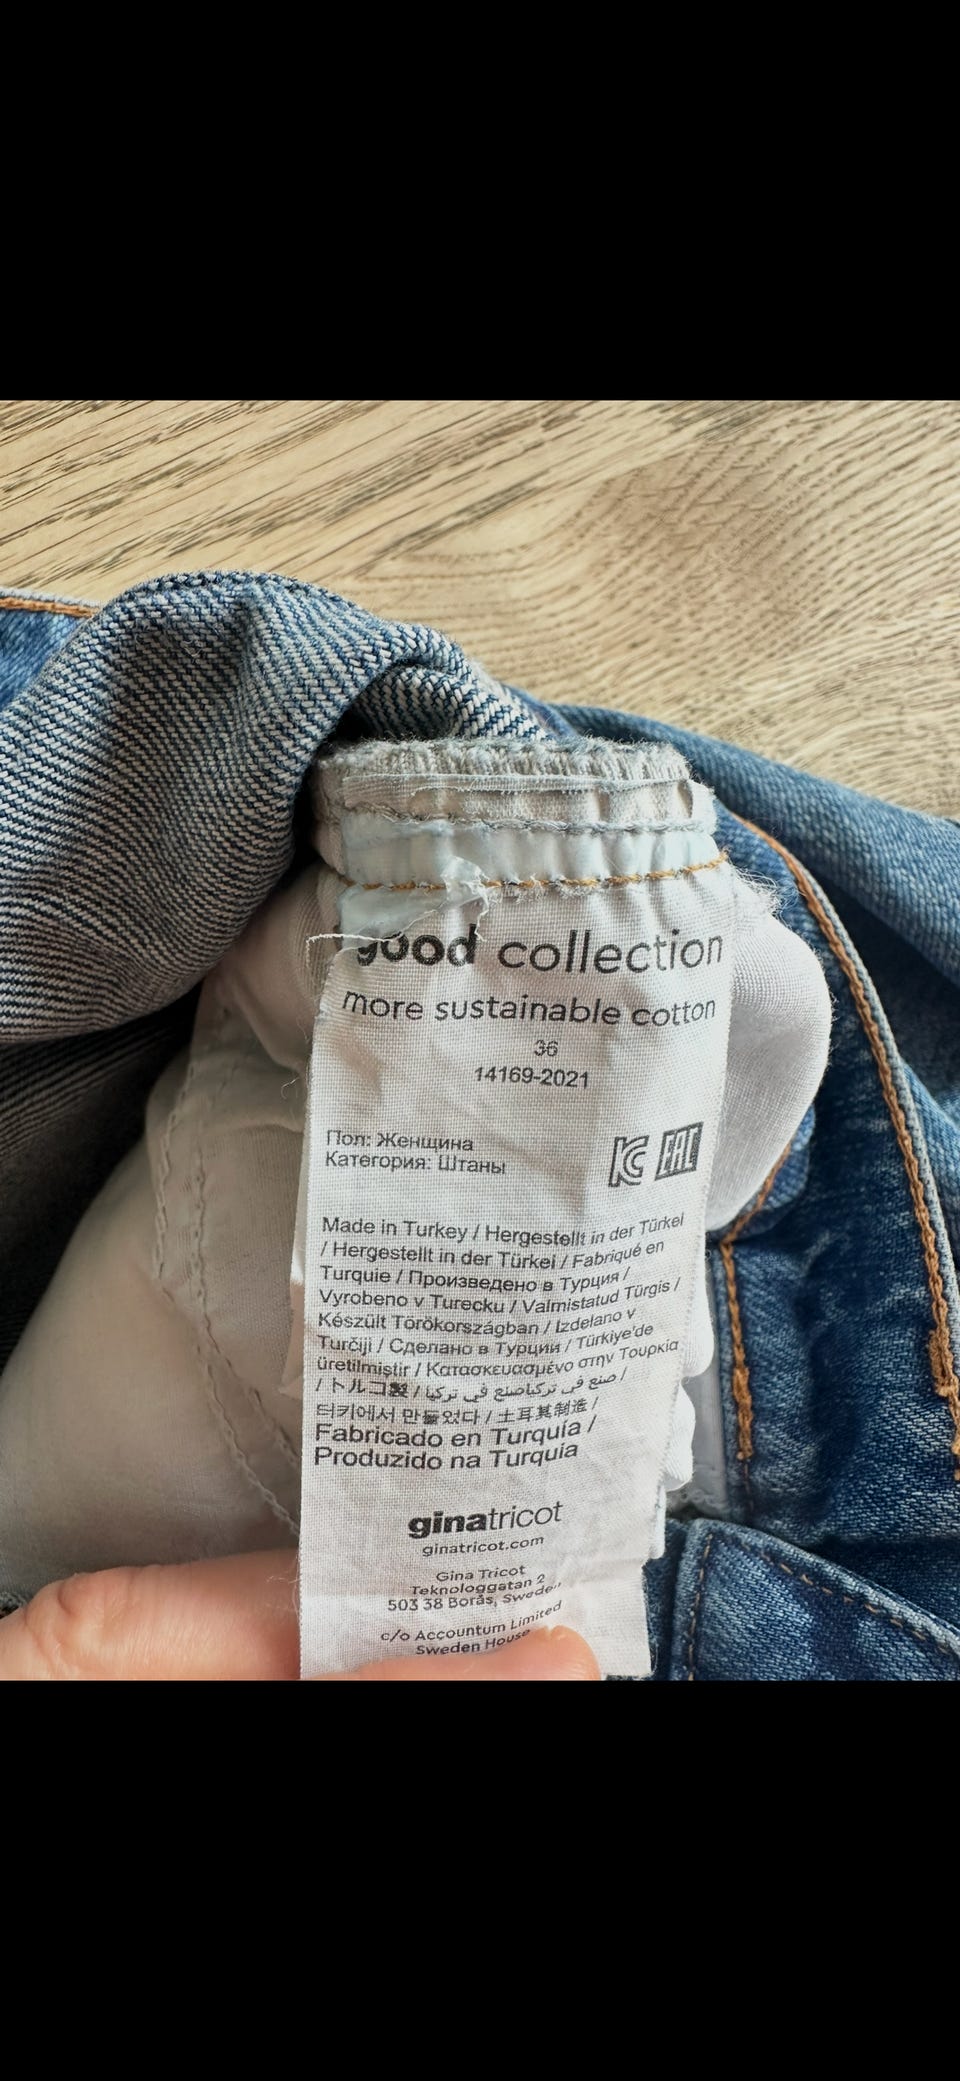 good collection
more sustainable cotton
36
14169-2021
Пол: Женщина
Категория: Штаны
EAC
Made in Turkey / Hergestellt in der Türkei
/ Hergestellt in der Türkei / Fabriqué en
Turquie / Произведено в Турция /
Vyrobeno v Turecku / Valmistatud Türgis /
Készült Törökországban / Izdelano v
Turčiji / Сделано в Турции / Türkiye'de
üretilmiştir / Κατασκευασμένο στην Τουρκία
/ トルコ製 / صنع في تركياصنع في تركيا /
터키에서 만들었다 / 土耳其制造 /
Fabricado en Turquía /
Produzido na Turquia
ginatricot
ginatricot.com
Gina Tricot
Teknologgatan 2
503 38 Borås, Sweden
c/o Accountum Limited
Sweden House